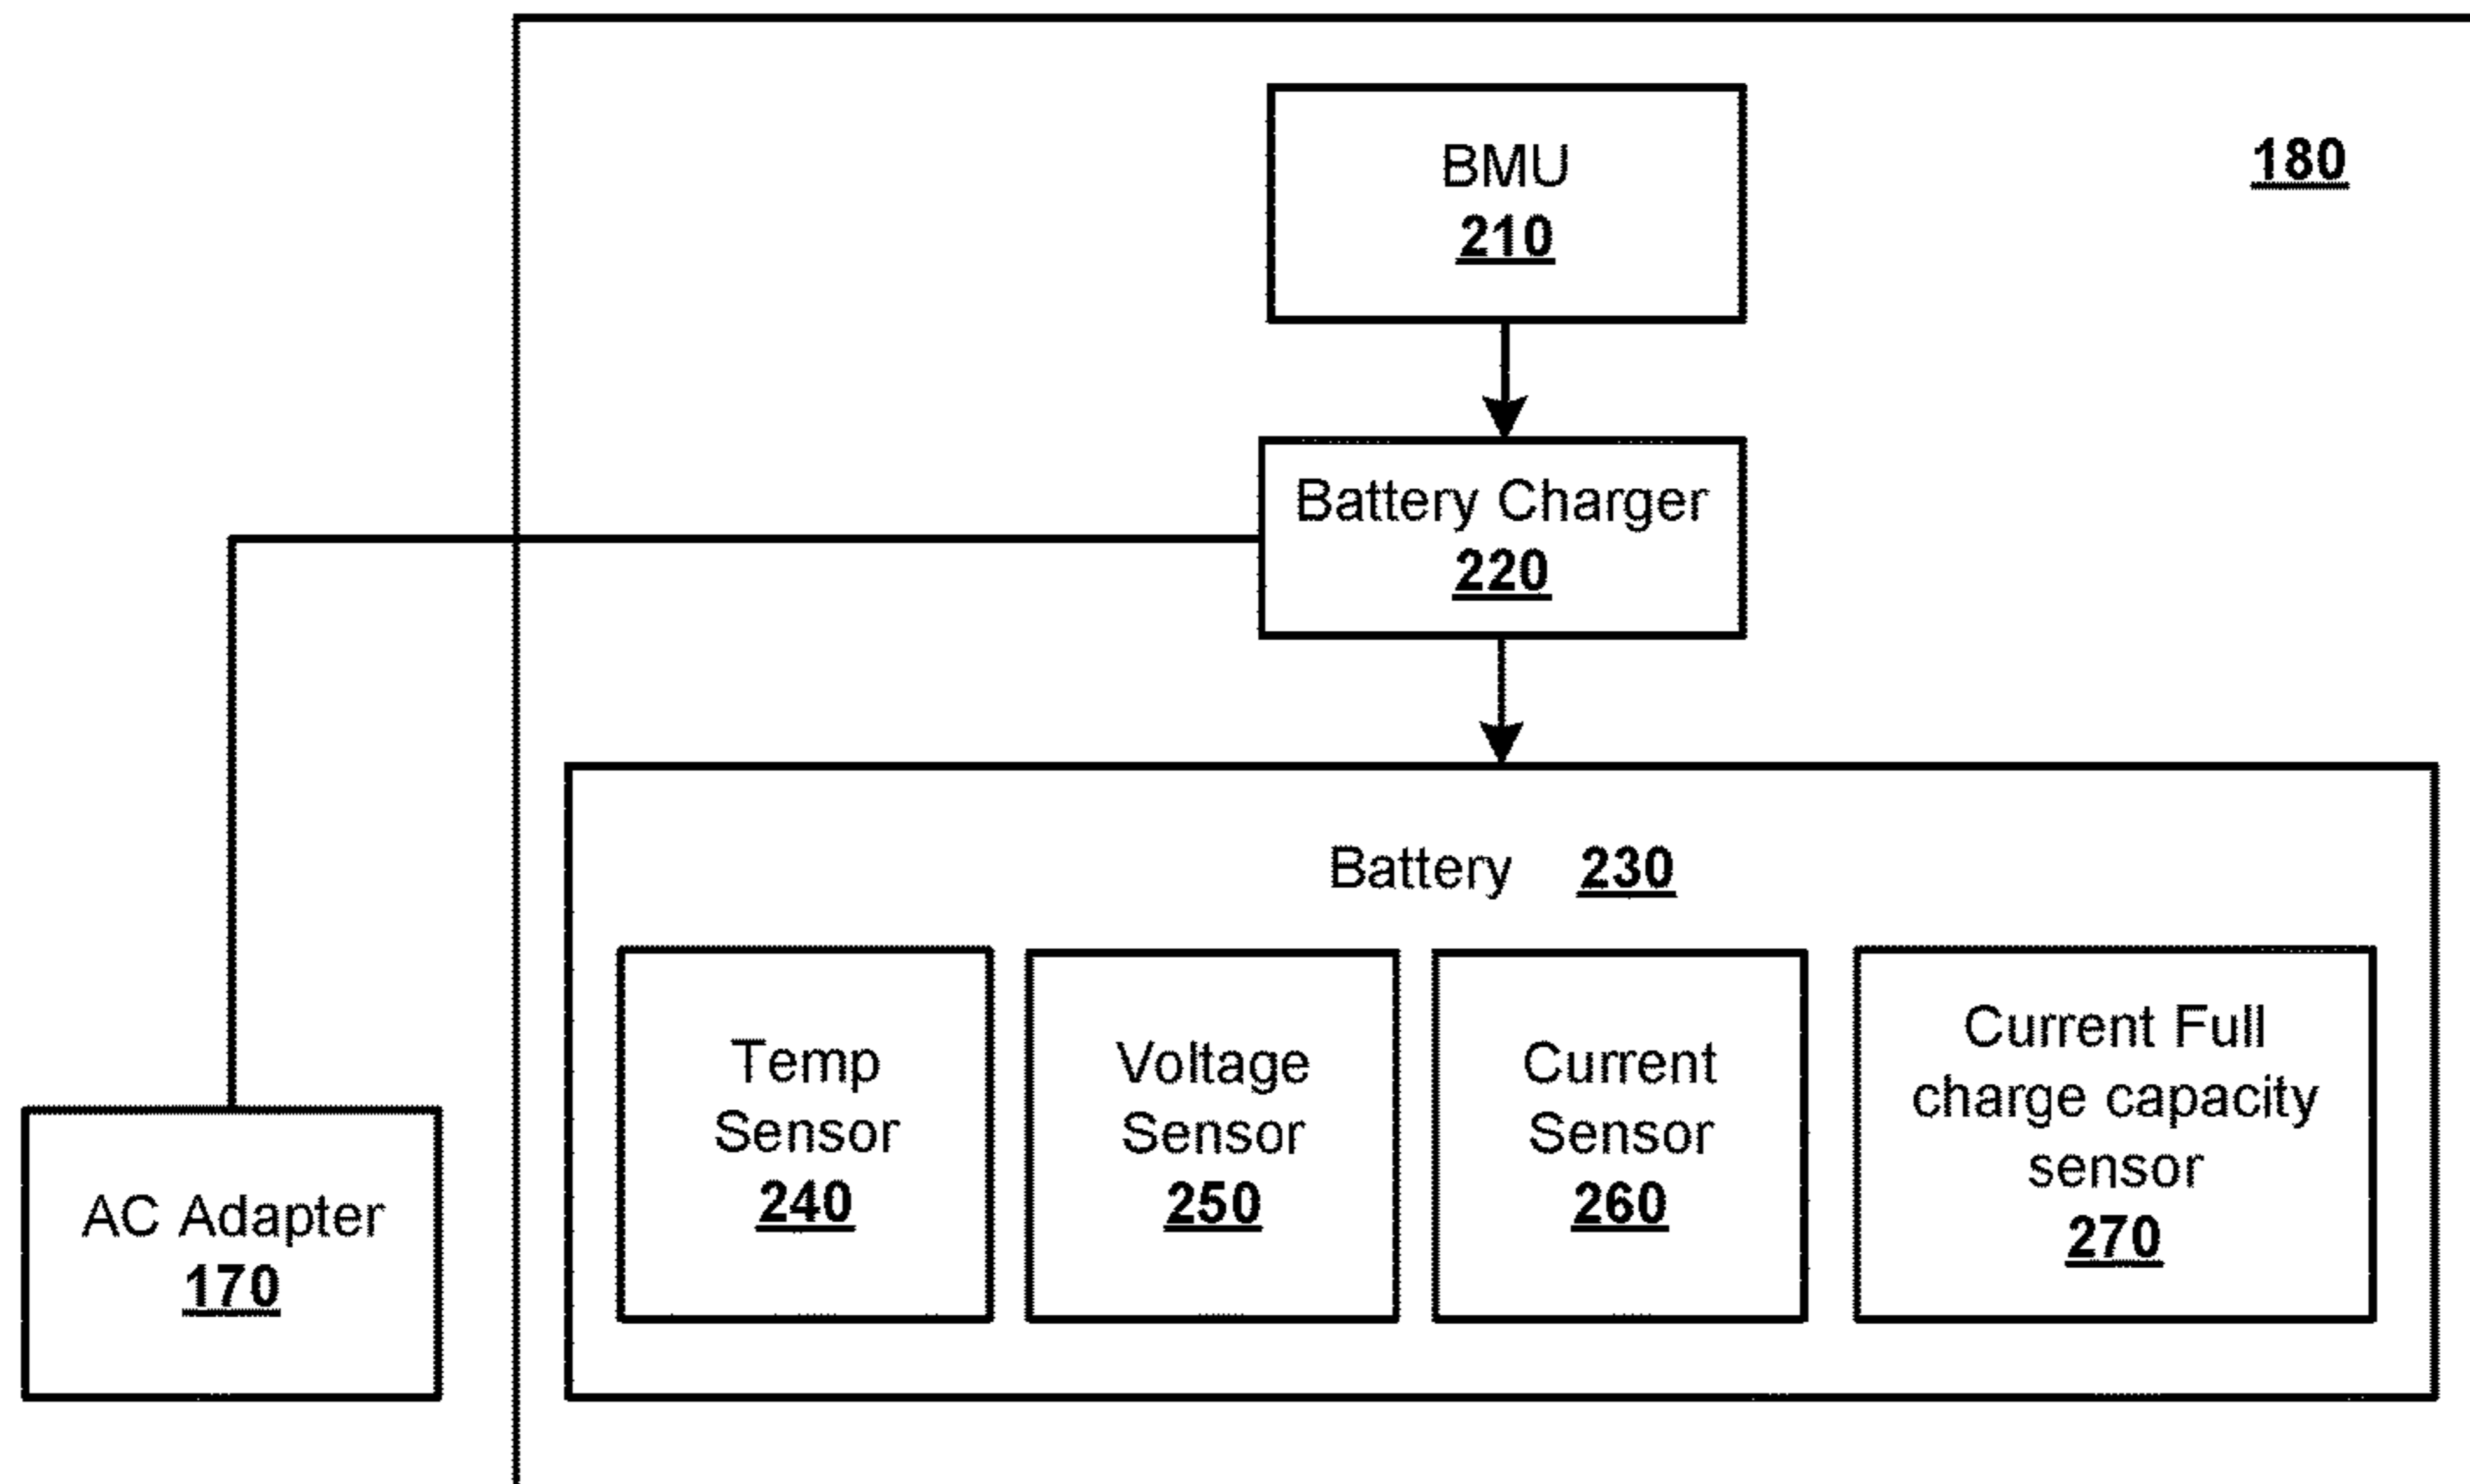 BMU
210
180
Battery Charger
220
Battery 230
Temp
Sensor
240
Voltage
Sensor
250
Current
Sensor
260
Current Full
charge capacity
sensor
270
AC Adapter
170